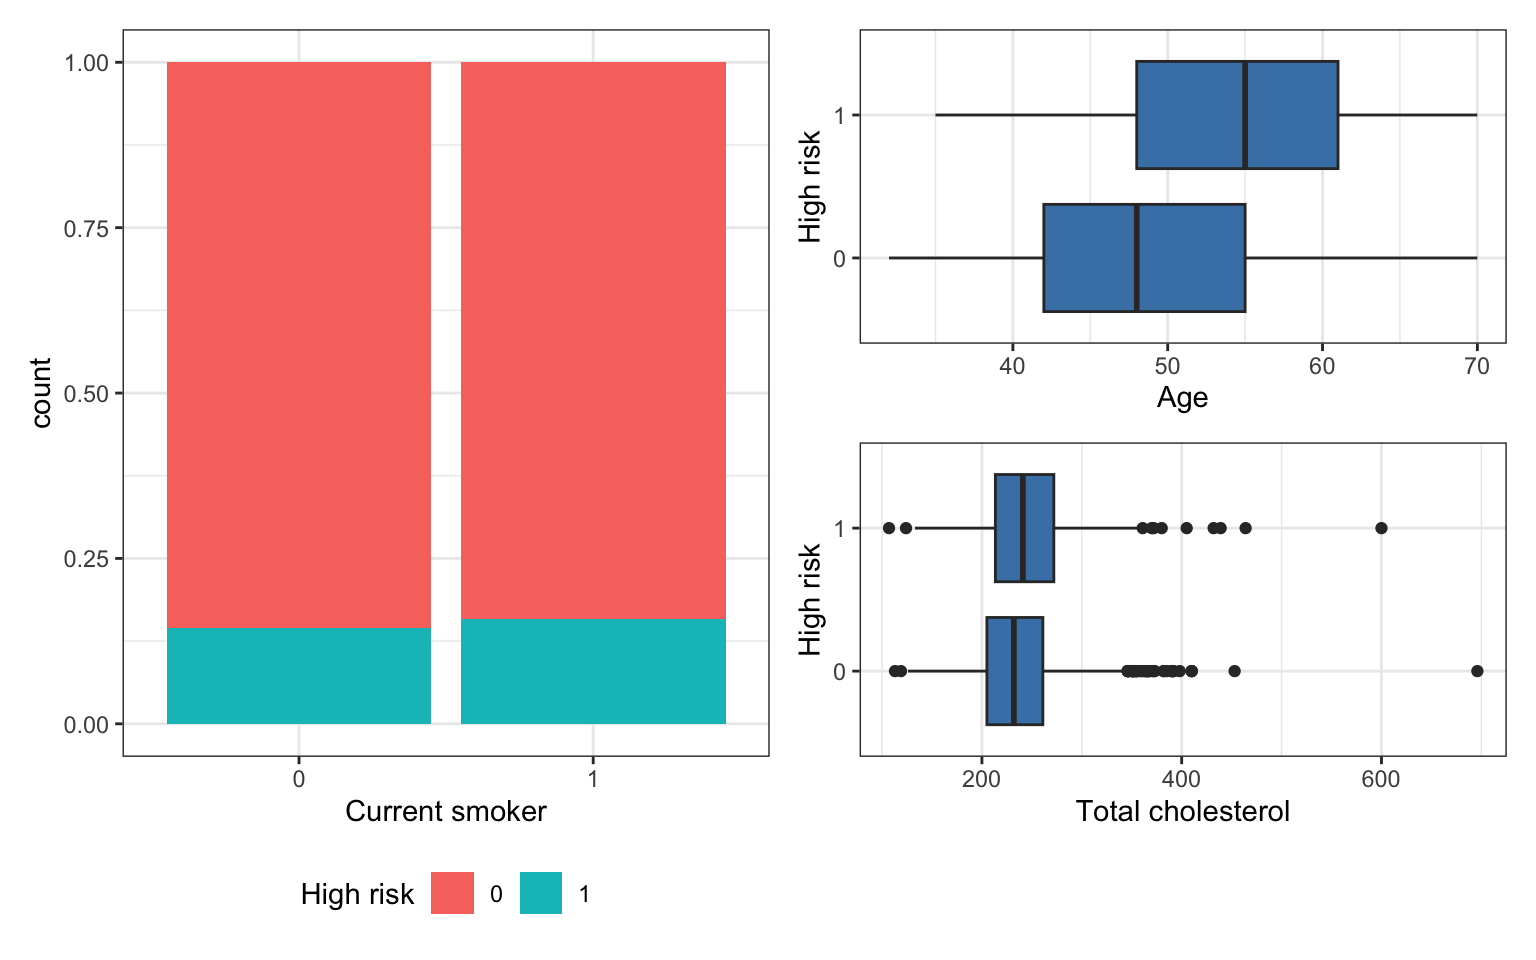 count
1.00
0.75
0.50
0.25
0.00
0 1
Current smoker
High risk 0 1
High risk
1
0
40 50 60 70
Age
High risk
1
0
200 400 600
Total cholesterol